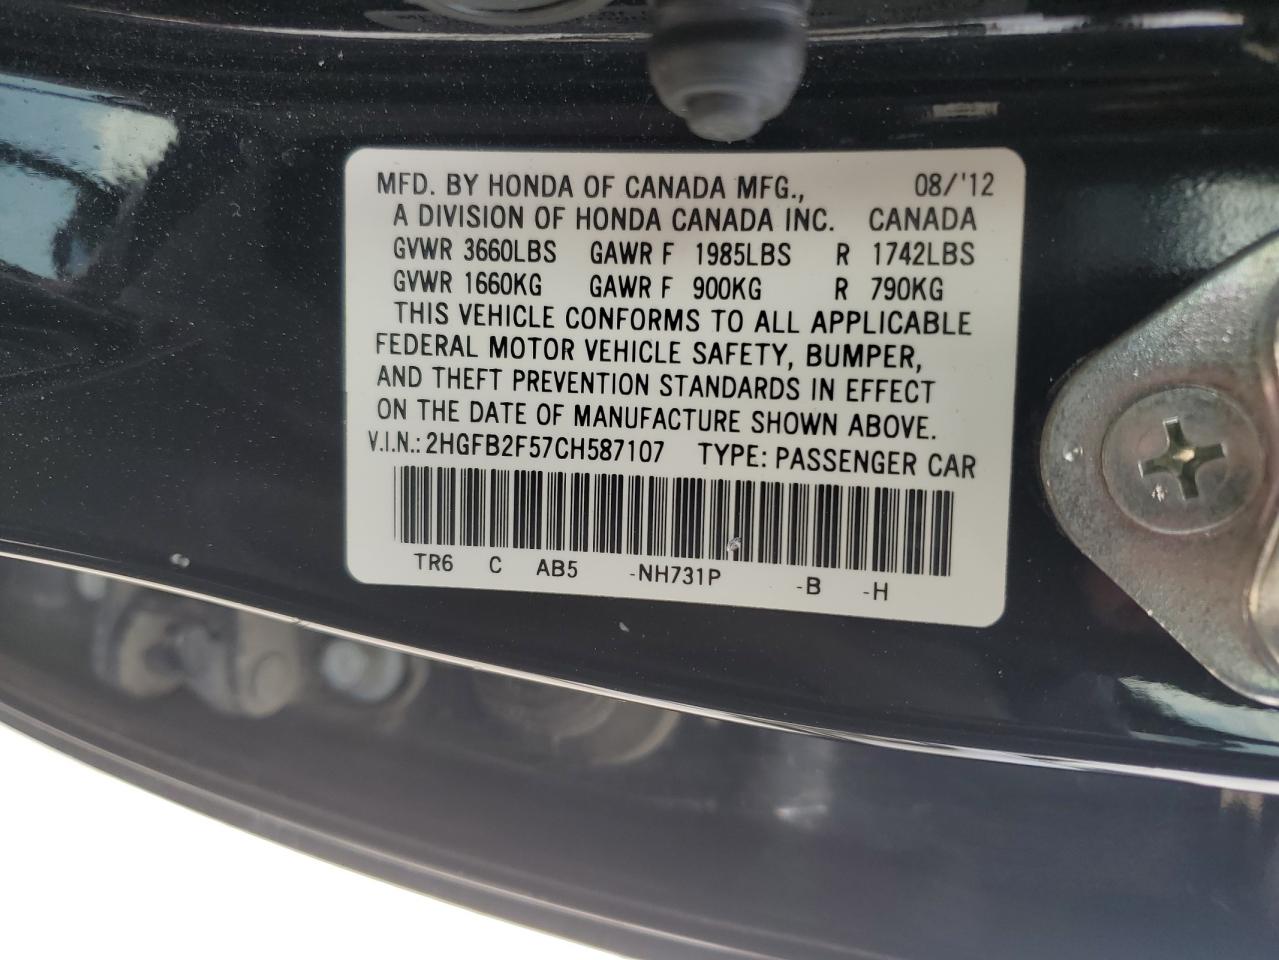 MFD. BY HONDA OF CANADA MFG., 08/'12
A DIVISION OF HONDA CANADA INC. CANADA
GVWR 3660LBS GAWR F 1985LBS R 1742LBS
GVWR 1660KG GAWR F 900KG R 790KG
THIS VEHICLE CONFORMS TO ALL APPLICABLE
FEDERAL MOTOR VEHICLE SAFETY, BUMPER,
AND THEFT PREVENTION STANDARDS IN EFFECT
ON THE DATE OF MANUFACTURE SHOWN ABOVE.
V.I.N.: 2HGFB2F57CH587107 TYPE: PASSENGER CAR
TR6 C AB5 -NH731P -B -H